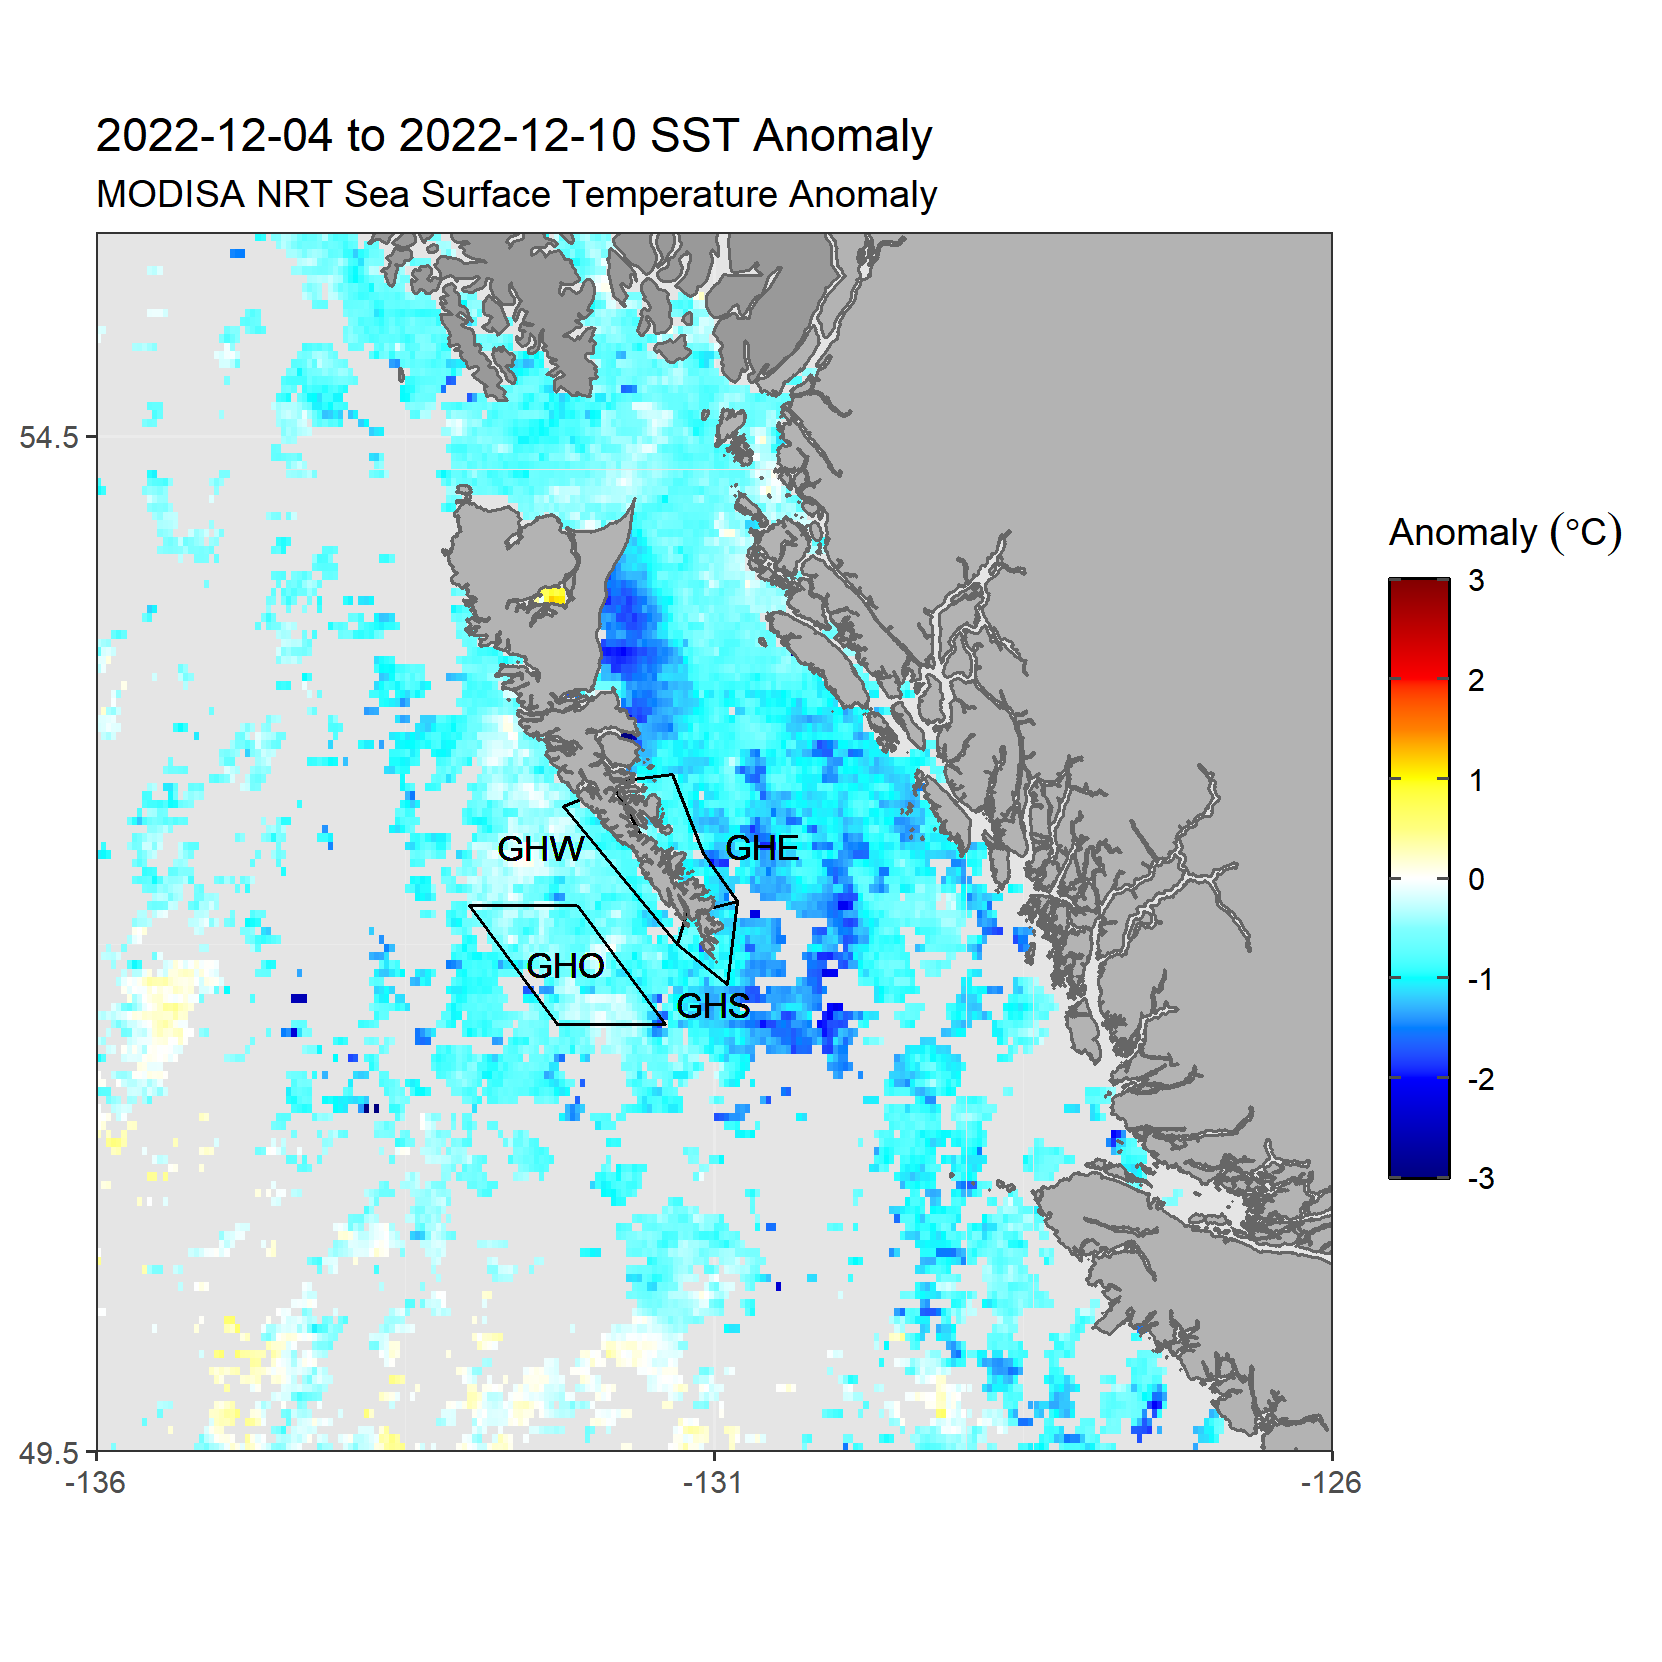 2022-12-04 to 2022-12-10 SST Anomaly
MODISA NRT Sea Surface Temperature Anomaly
54.5
49.5
-136
-131
-126
GHW
GHE
GHO
GHS
Anomaly (°C)
3
2
1
0
-1
-2
-3